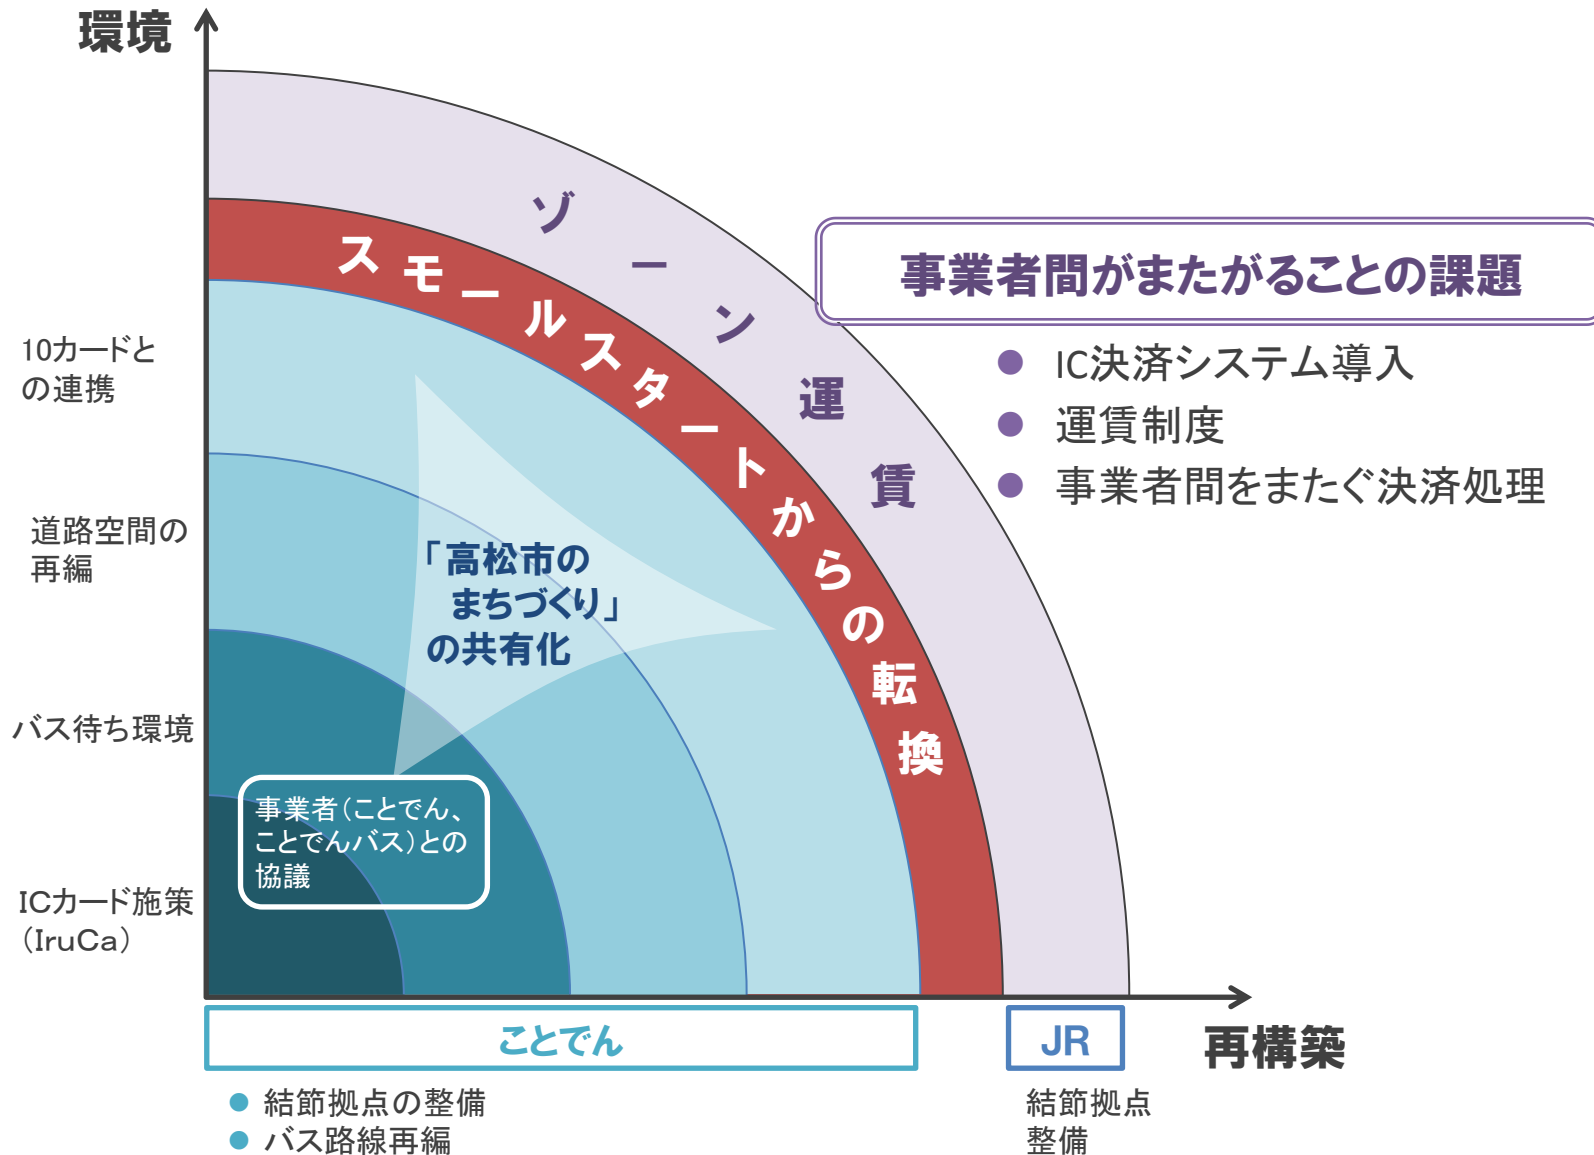 環境
ゾーン運賃
スモールスタートからの転換
事業者間がまたがることの課題
● IC決済システム導入
● 運賃制度
● 事業者間をまたぐ決済処理
10カードと
の連携
道路空間の
再編
バス待ち環境
ICカード施策
(IruCa)
「高松市の
まちづくり」
の共有化
事業者(ことでん、
ことでんバス)との
協議
ことでん
JR
再構築
● 結節拠点の整備
● バス路線再編
結節拠点
整備